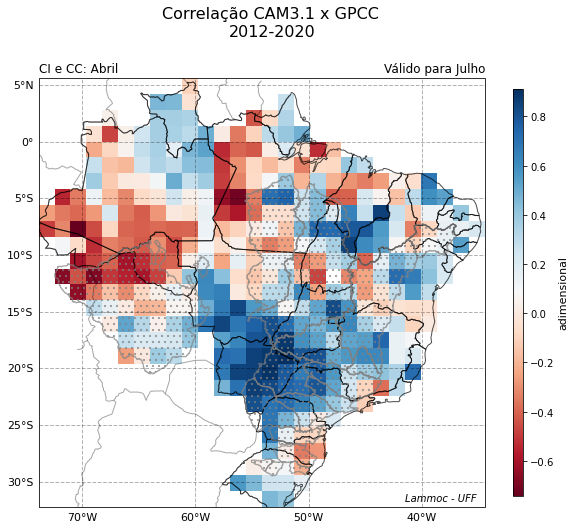 Correlação CAM3.1 x GPCC
2012-2020
CI e CC: Abril
Válido para Julho
5°N
0°
5°S
10°S
15°S
20°S
25°S
30°S
70°W
60°W
50°W
40°W
Lammoc - UFF
0.8
0.6
0.4
0.2
0.0
−0.2
−0.4
−0.6
adimensional